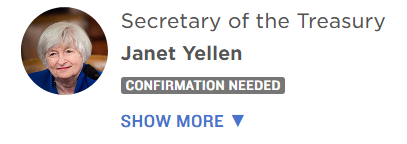 Secretary of the Treasury
Janet Yellen
CONFIRMATION NEEDED
SHOW MORE ▼